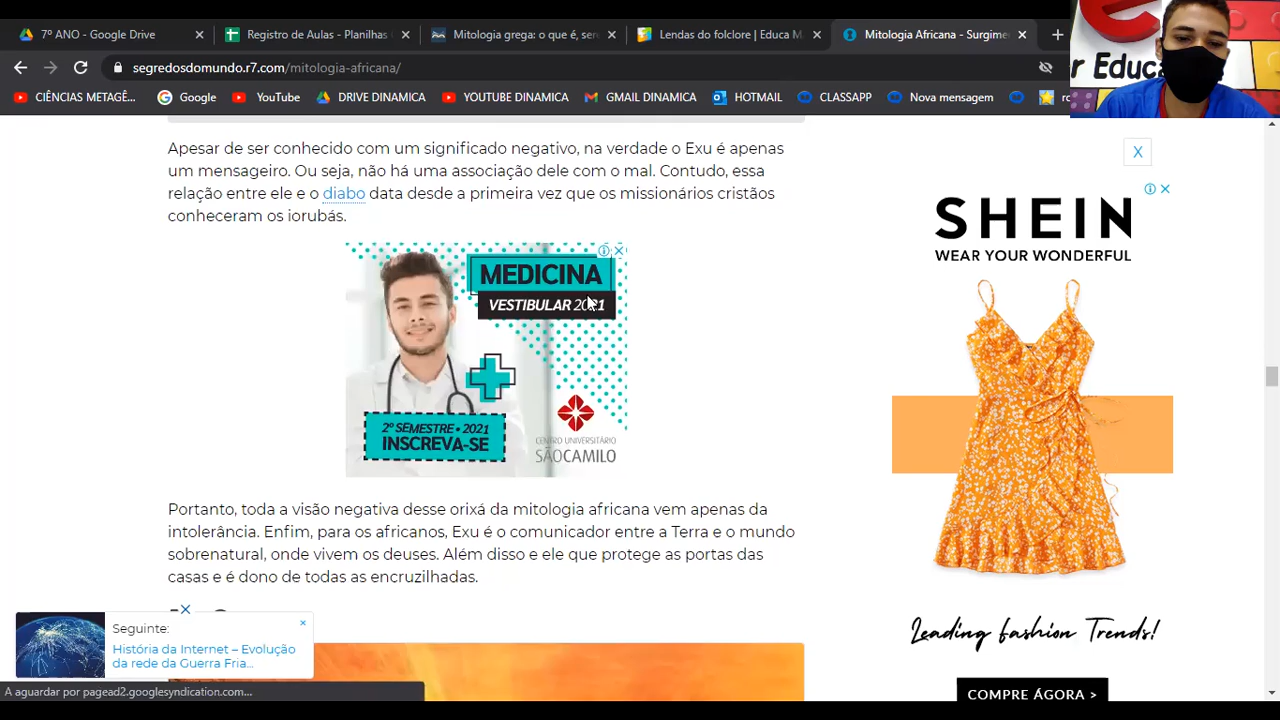 7º ANO - Google Drive
Registro de Aulas - Planilhas
Mitologia grega: o que é, ser
Lendas do folclore | Educa M
Mitologia Africana - Surgime
segredosdomundo.r7.com/mitologia-africana/
CIÊNCIAS METAGÊ...
Google
YouTube
DRIVE DINAMICA
YOUTUBE DINAMICA
GMAIL DINAMICA
HOTMAIL
CLASSAPP
Nova mensagem
r Educa
Apesar de ser conhecido com um significado negativo, na verdade o Exu é apenas
um mensageiro. Ou seja, não há uma associação dele com o mal. Contudo, essa
relação entre ele e o diabo data desde a primeira vez que os missionários cristãos
conheceram os iorubás.
MEDICINA
VESTIBULAR 2021
2º SEMESTRE • 2021
INSCREVA-SE
CENTRO UNIVERSITÁRIO
SÃOCAMILO
Portanto, toda a visão negativa desse orixá da mitologia africana vem apenas da
intolerância. Enfim, para os africanos, Exu é o comunicador entre a Terra e o mundo
sobrenatural, onde vivem os deuses. Além disso e ele que protege as portas das
casas e é dono de todas as encruzilhadas.
Seguinte:
História da Internet – Evolução
da rede da Guerra Fria...
A aguardar por pagead2.googlesyndication.com...
X
SHEIN
WEAR YOUR WONDERFUL
Leading fashion Trends!
COMPRE ÁGORA >